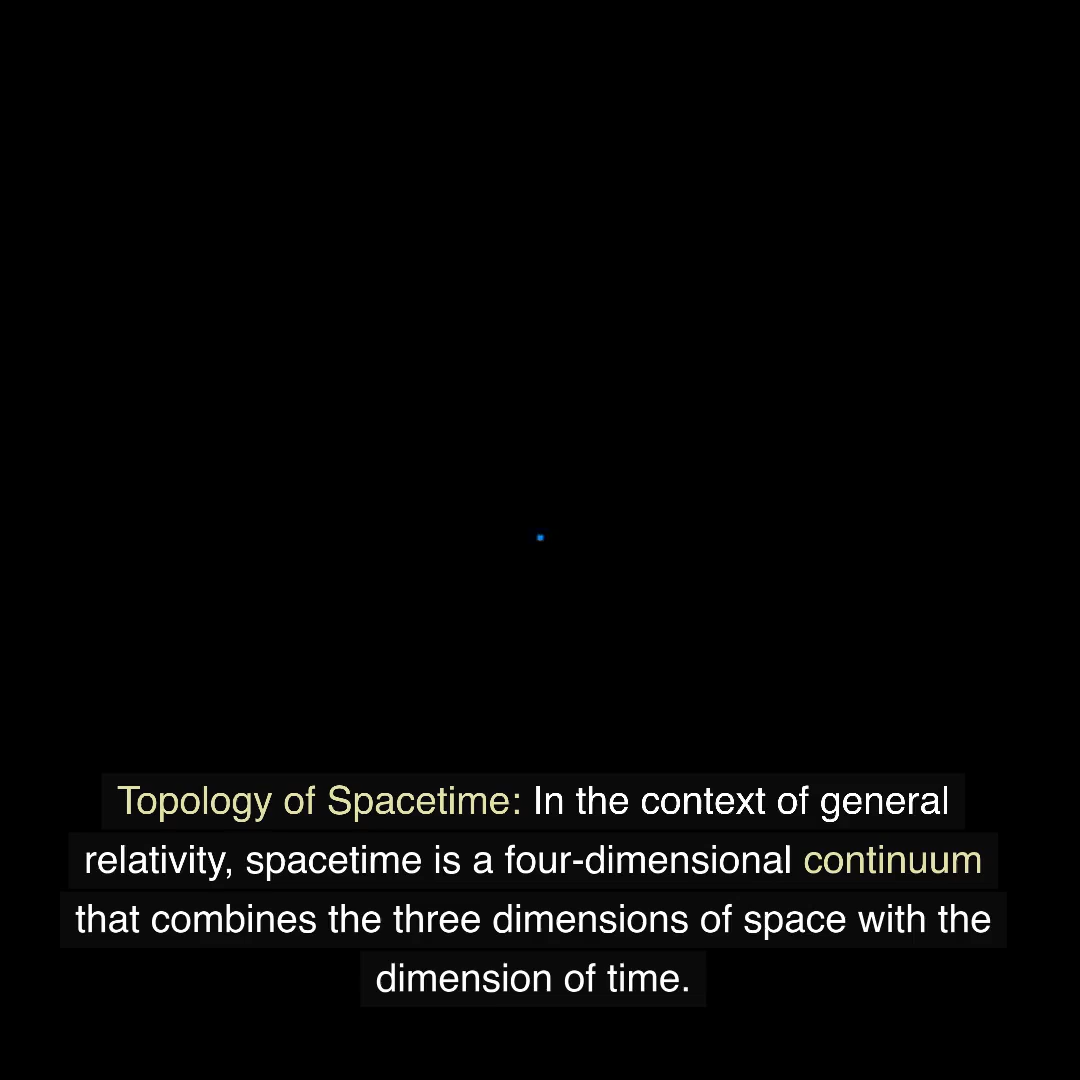 Topology of Spacetime: In the context of general
relativity, spacetime is a four-dimensional continuum
that combines the three dimensions of space with the
dimension of time.